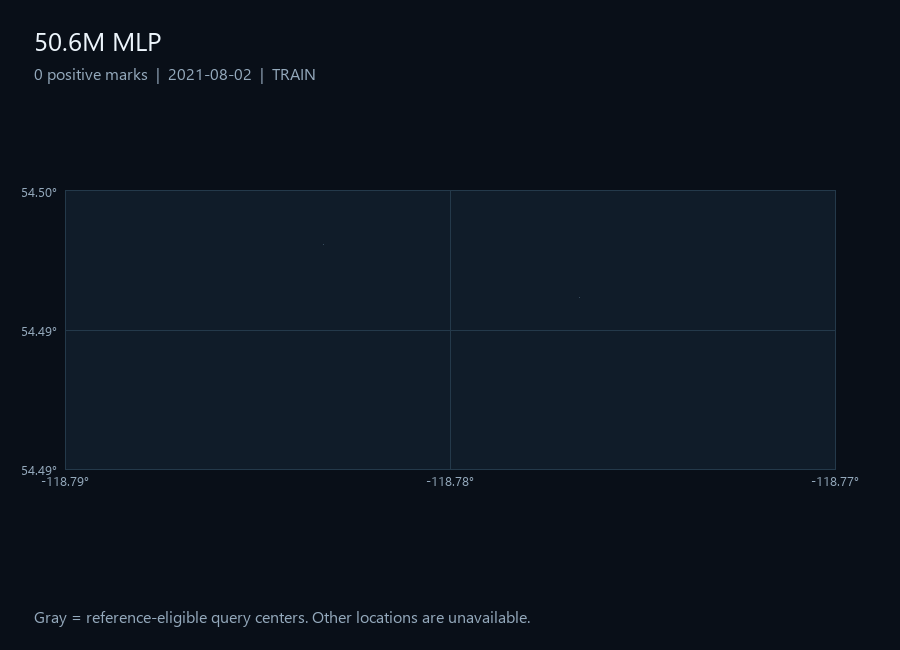 50.6M MLP
0 positive marks | 2021-08-02 | TRAIN
54.50°
54.49°
54.49°
-118.79°
-118.78°
-118.77°
Gray = reference-eligible query centers. Other locations are unavailable.